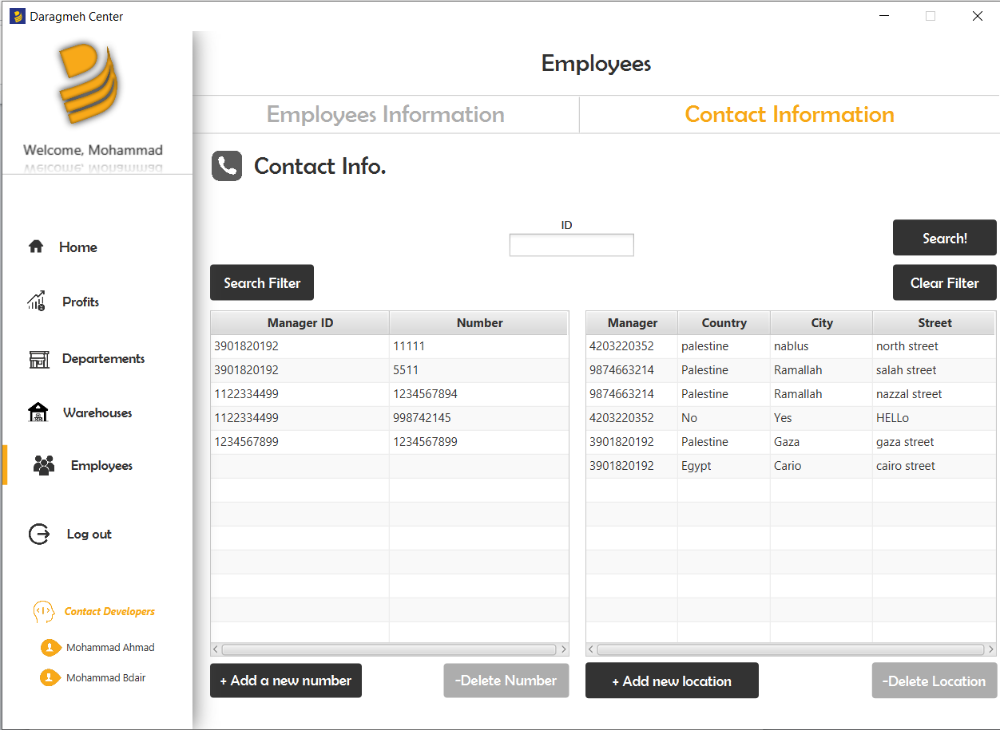 Daragmeh Center
Welcome, Mohammad
Home
Profits
Departements
Warehouses
Employees
Log out
Contact Developers
Mohammad Ahmad
Mohammad Bdair
Employees
Employees Information Contact Information
Contact Info.
ID
Search!
Search Filter Clear Filter
Manager ID Number
3901820192 11111
3901820192 5511
1122334499 1234567894
1122334499 998742145
1234567899 1234567899
+ Add a new number -Delete Number
Manager Country City Street
4203220352 palestine nablus north street
9874663214 Palestine Ramallah salah street
9874663214 Palestine Ramallah nazzal street
4203220352 No Yes HELLo
3901820192 Palestine Gaza gaza street
3901820192 Egypt Cario cairo street
+ Add new location -Delete Location